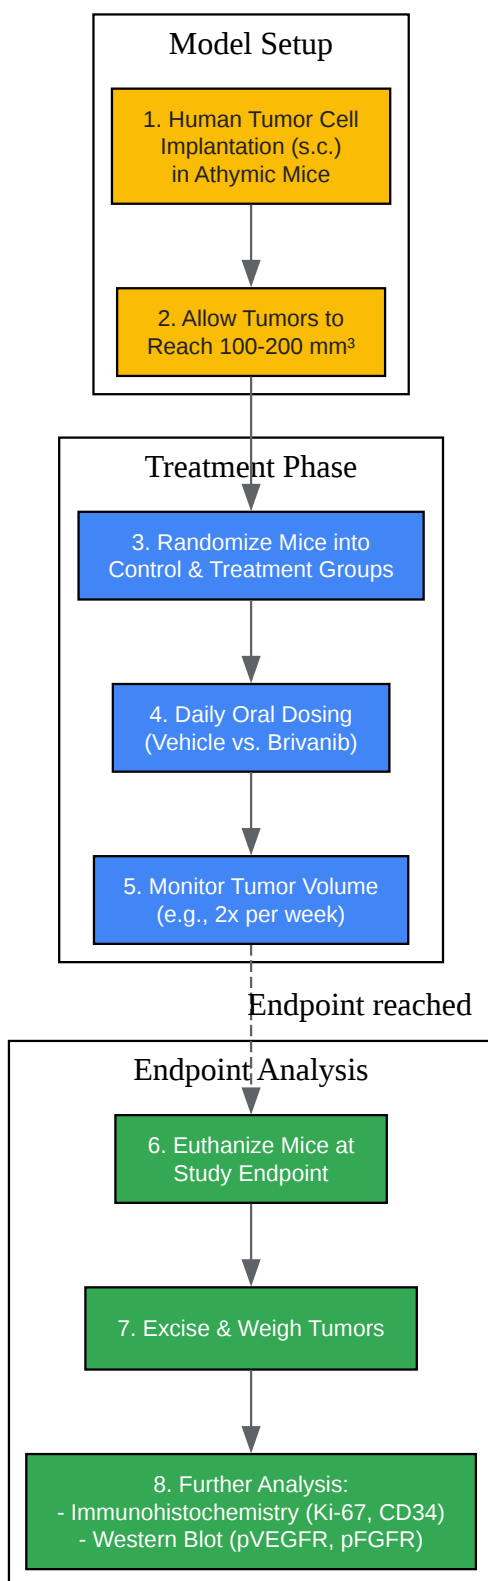 Model Setup
1. Human Tumor Cell
Implantation (s.c.)
in Athymic Mice
2. Allow Tumors to
Reach 100-200 mm³
Treatment Phase
3. Randomize Mice into
Control & Treatment Groups
4. Daily Oral Dosing
(Vehicle vs. Brivanib)
5. Monitor Tumor Volume
(e.g., 2x per week)
Endpoint reached
Endpoint Analysis
6. Euthanize Mice at
Study Endpoint
7. Excise & Weigh Tumors
8. Further Analysis:
- Immunohistochemistry (Ki-67, CD34)
- Western Blot (pVEGFR, pFGFR)